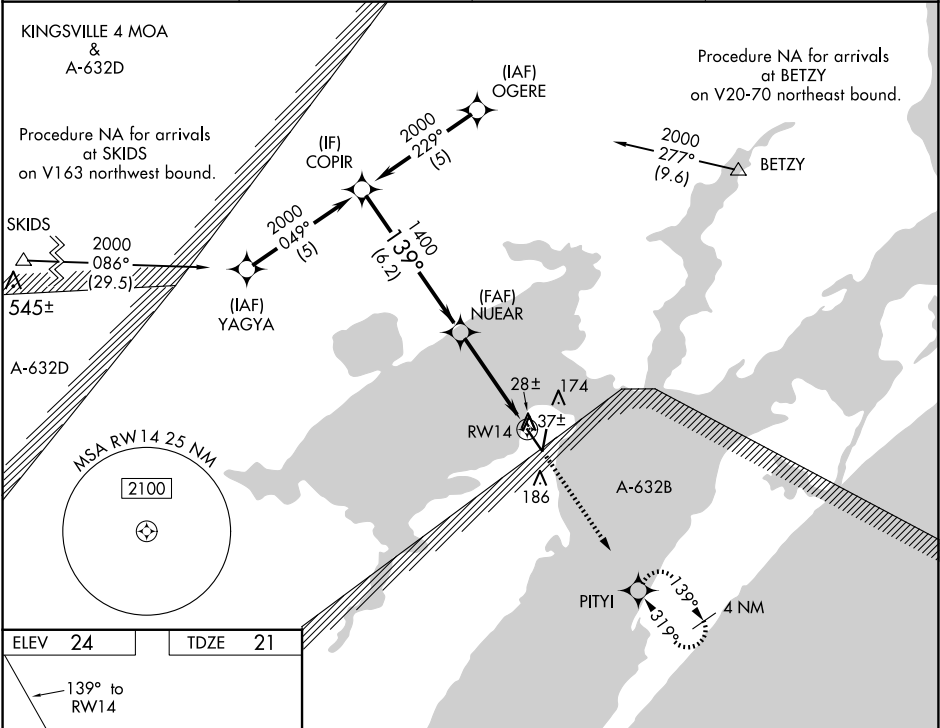 KINGSVILLE 4 MOA
&
A-632D
Procedure NA for arrivals
at SKIDS
on V163 northwest bound.
Procedure NA for arrivals
at BETZY
on V20-70 northeast bound.
(IAF)
OGERE
2000
229°
(5)
(IF)
COPIR
2000
277°
(9.6)
BETZY
SKIDS
2000
086°
(29.5)
545±
2000
049°
(5)
(IAF)
YAGYA
1400
139°
(6.2)
(FAF)
NUEAR
A-632D
28±
174
RW14
37±
186
A-632B
MSA RW14 25 NM
2100
PITYI
139°
319°
4 NM
ELEV 24
TDZE 21
139° to
RW14